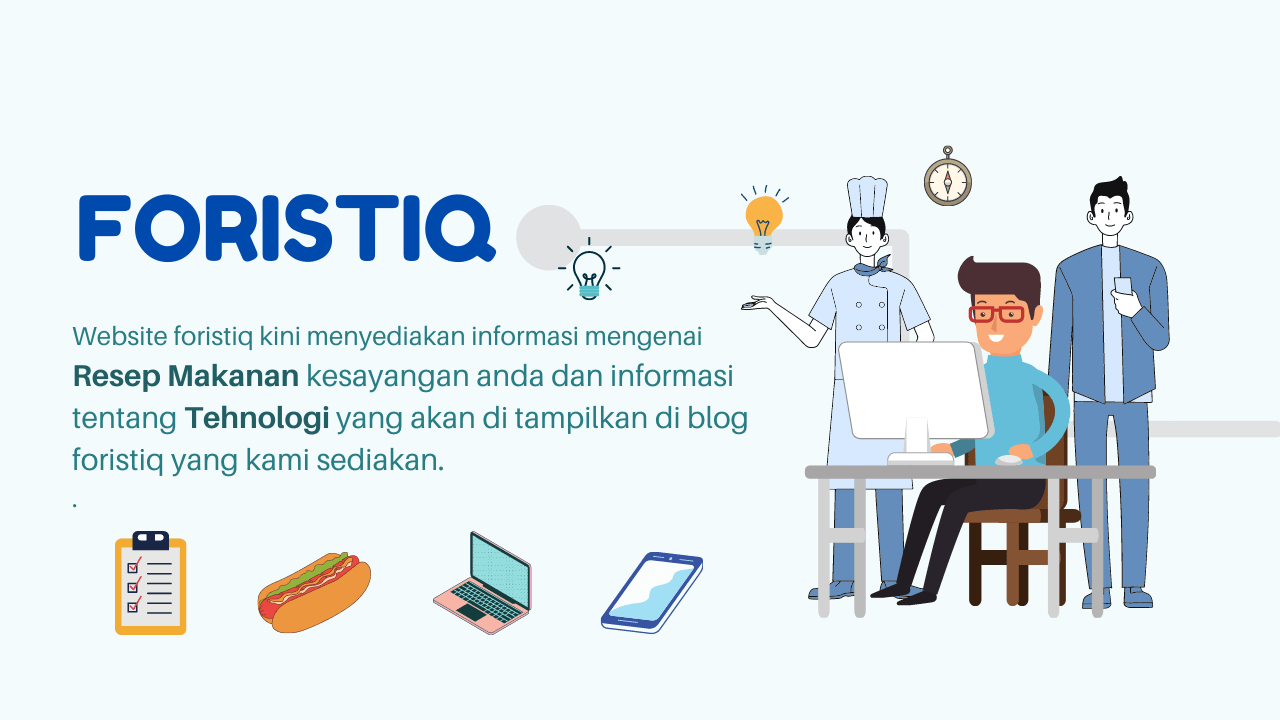 FORISTIQ
Website foristiq kini menyediakan informasi mengenai
Resep Makanan kesayangan anda dan informasi
tentang Tehnologi yang akan di tampilkan di blog
foristiq yang kami sediakan.
.